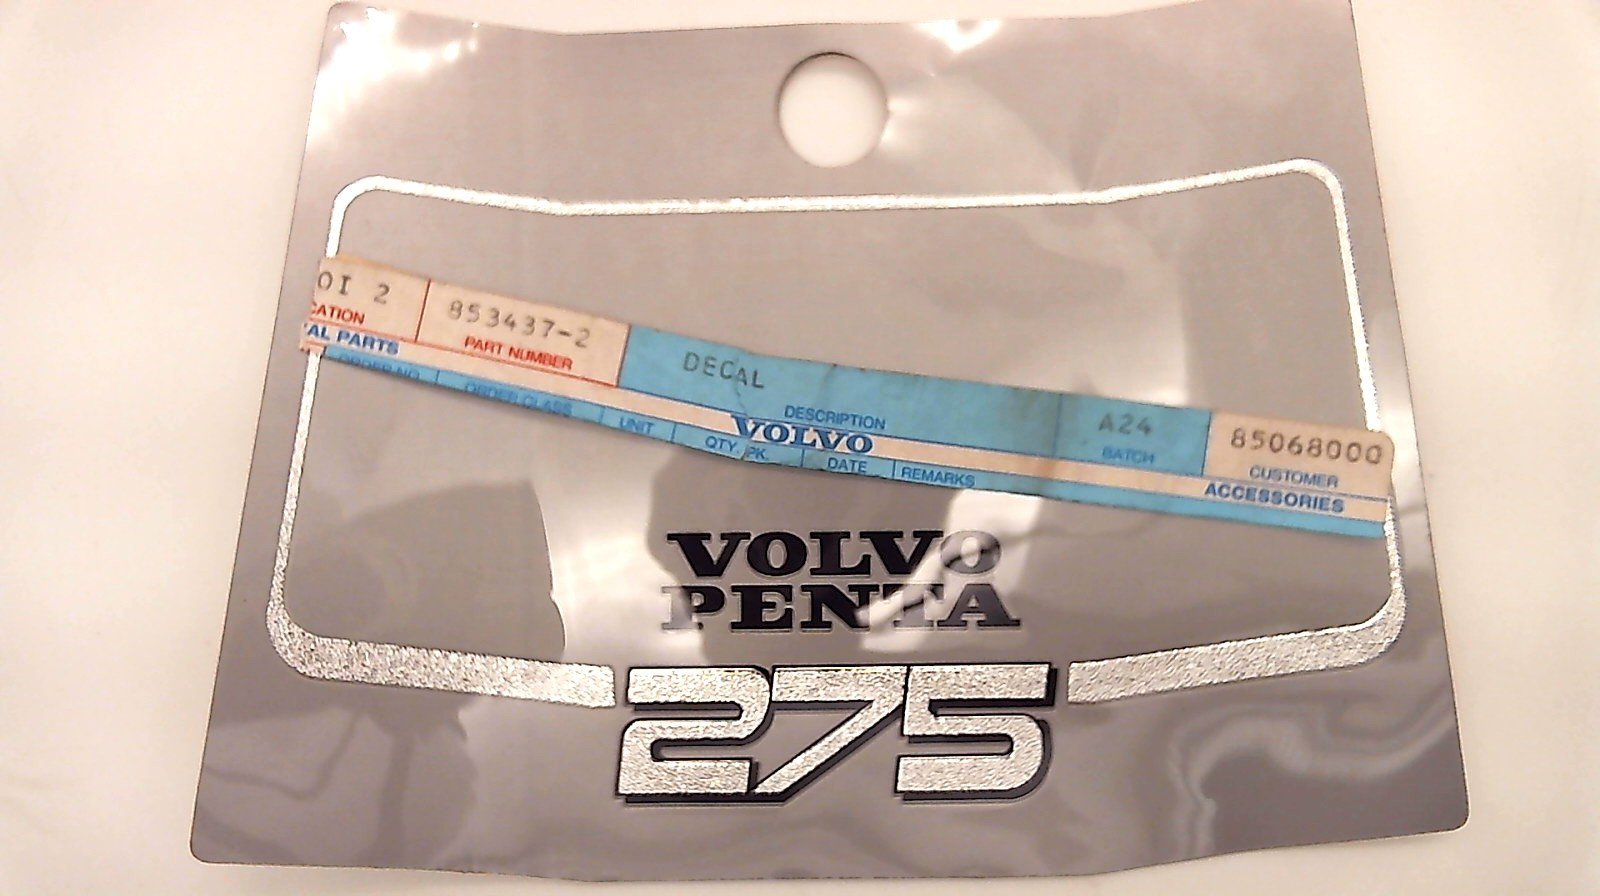 OI 2 853437-2 DECAL A24 85068000
CATION PART NUMBER DESCRIPTION BATCH CUSTOMER
AL PARTS VOLVO ACCESSORIES
ORDER NO. ORDER CLASS UNIT QTY. PK. DATE REMARKS
VOLVO
PENTA
275